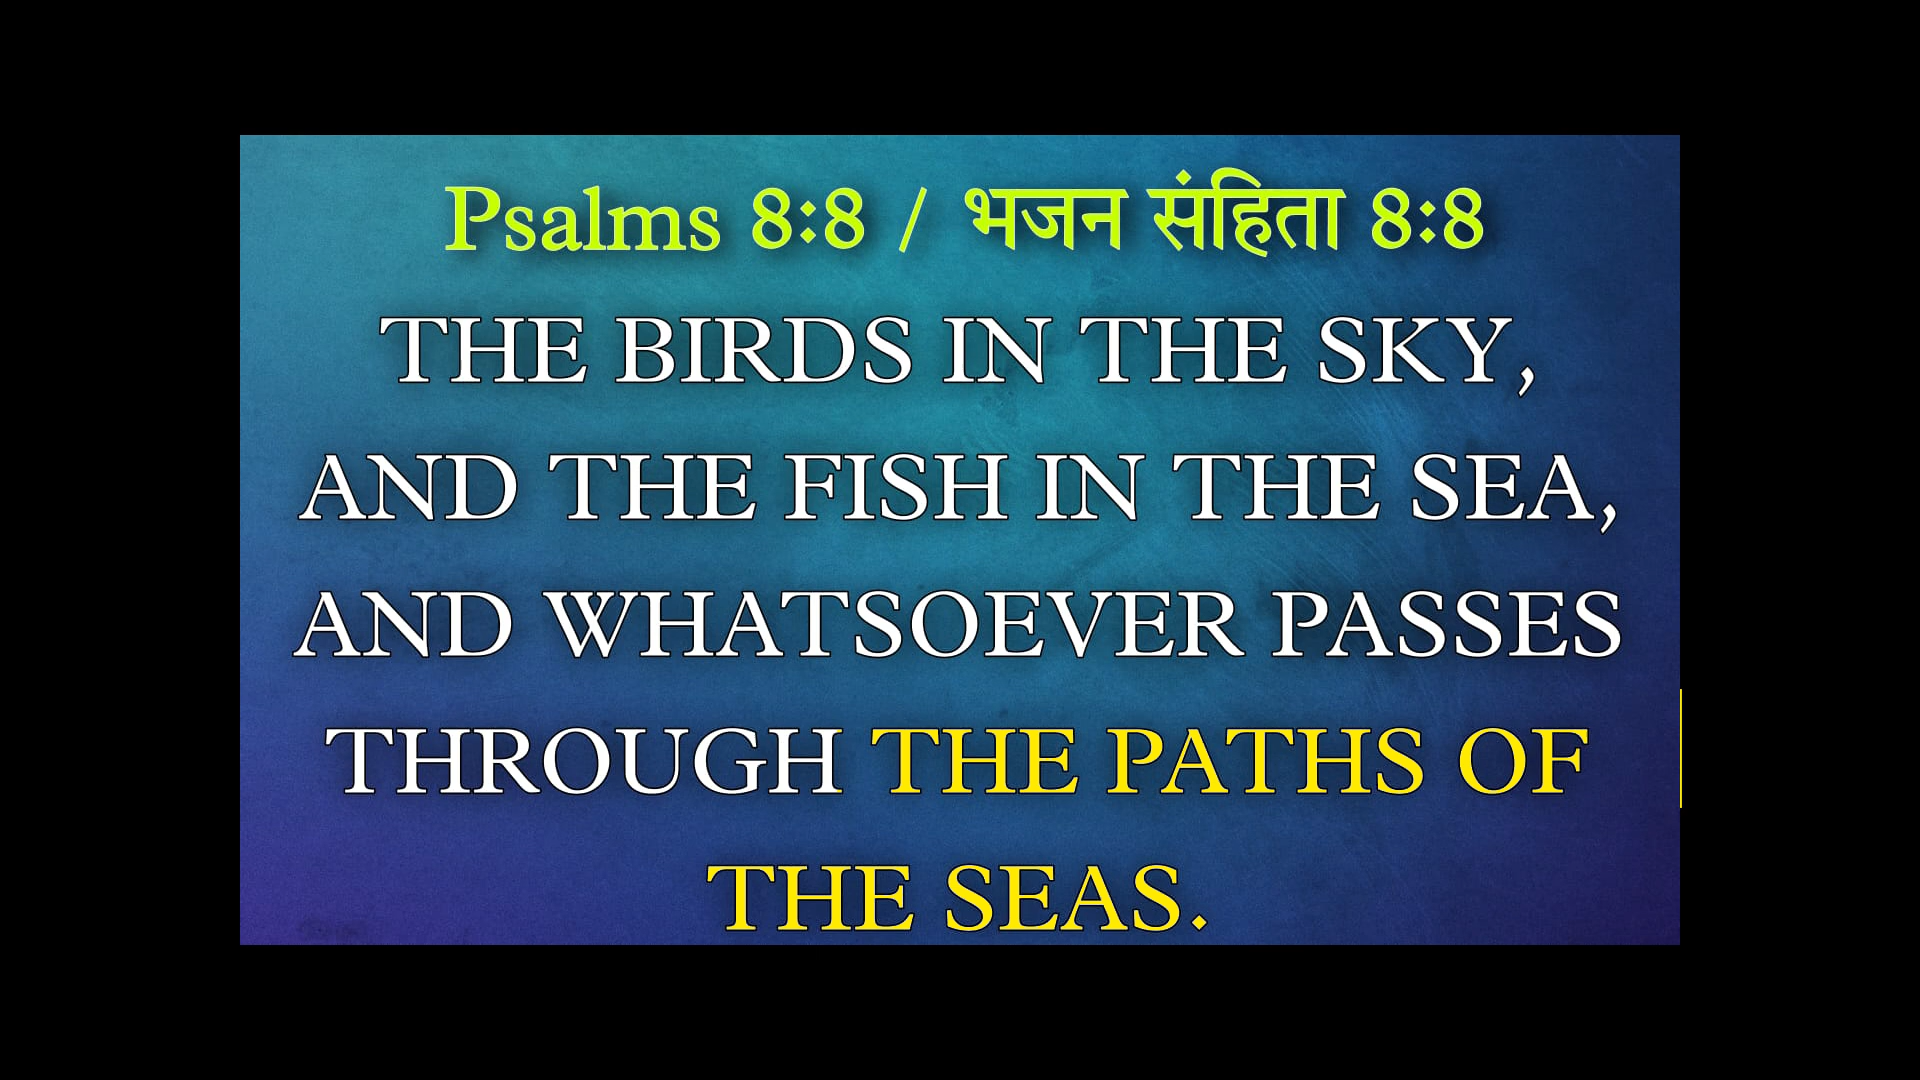 Psalms 8:8 / भजन संहिता 8:8
THE BIRDS IN THE SKY,
AND THE FISH IN THE SEA,
AND WHATSOEVER PASSES
THROUGH THE PATHS OF
THE SEAS.